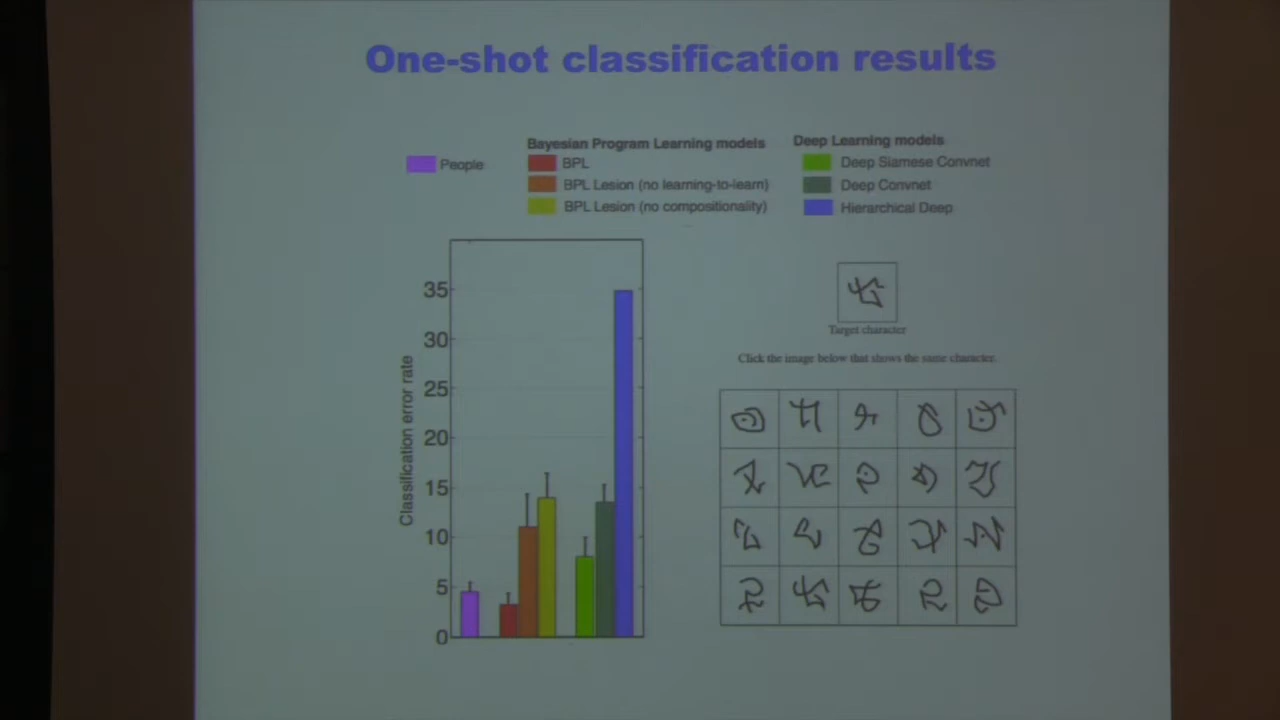 One-shot classification results
Bayesian Program Learning models
Deep Learning models
People
BPL
BPL Lesion (no learning-to-learn)
BPL Lesion (no compositionality)
Deep Siamese Convnet
Deep Convnet
Hierarchical Deep
Classification error rate
35
30
25
20
15
10
5
0
Target character
Click the image below that shows the same character.